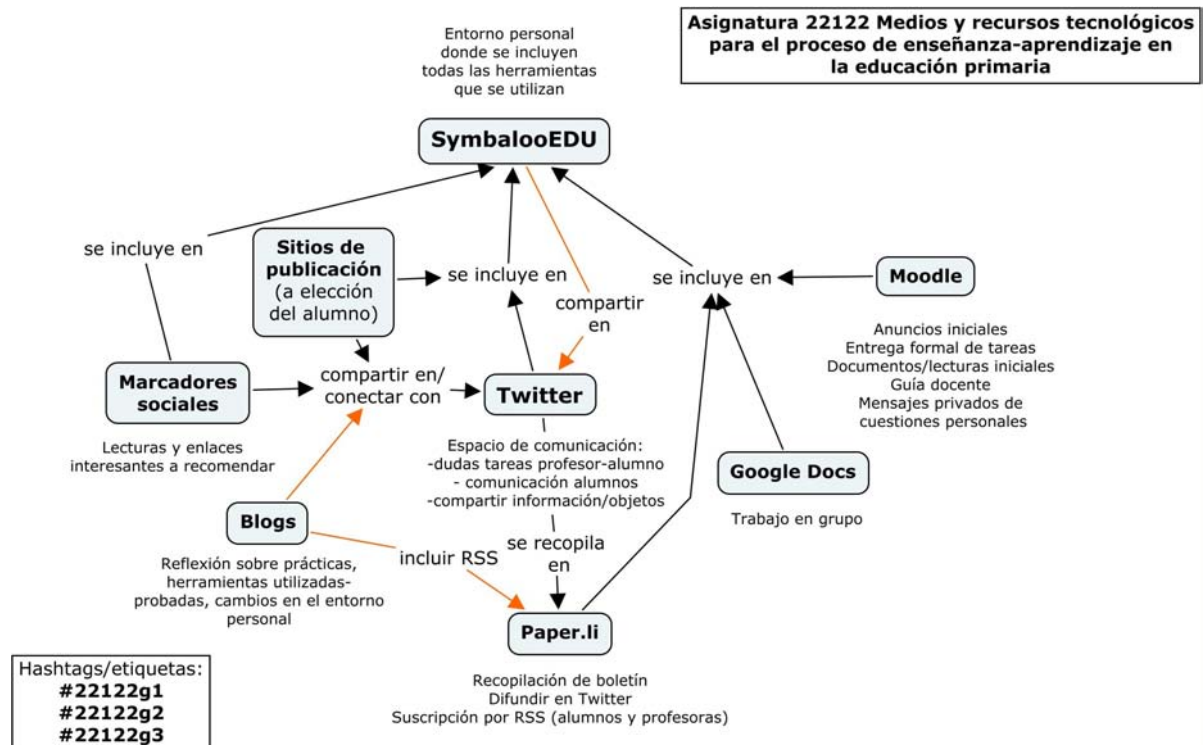 Asignatura 22122 Medios y recursos tecnológicos
para el proceso de enseñanza-aprendizaje en
la educación primaria
Entorno personal
donde se incluyen
todas las herramientas
que se utilizan
SymbalooEDU
se incluye en
Sitios de
publicación
(a elección
del alumno)
se incluye en
compartir
en
se incluye en
Moodle
Anuncios iniciales
Entrega formal de tareas
Documentos/lecturas iniciales
Guía docente
Mensajes privados de
cuestiones personales
Marcadores
sociales
Lecturas y enlaces
interesantes a recomendar
compartir en/
conectar con
Twitter
Espacio de comunicación:
-dudas tareas profesor-alumno
- comunicación alumnos
-compartir información/objetos
Google Docs
Trabajo en grupo
Blogs
Reflexión sobre prácticas,
herramientas utilizadas-
probadas, cambios en el entorno
personal
incluir RSS
se recopila
en
Paper.li
Recopilación de boletín
Difundir en Twitter
Suscripción por RSS (alumnos y profesoras)
Hashtags/etiquetas:
#22122g1
#22122g2
#22122g3